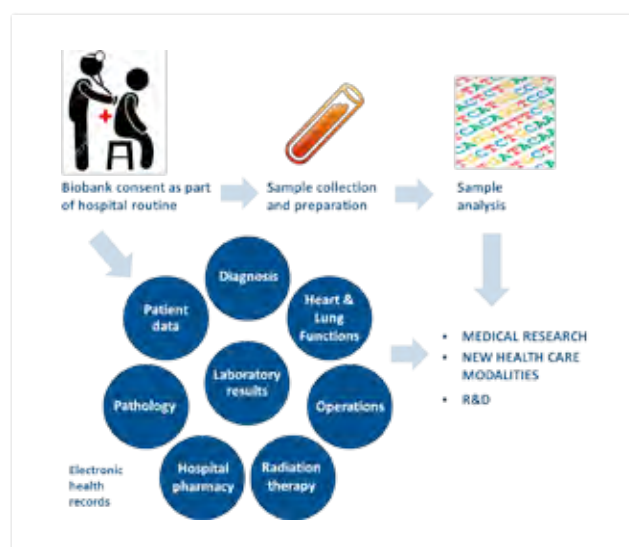 Biobank consent as part
of hospital routine
Sample collection
and preparation
Sample
analysis
Diagnosis
Patient
data
Heart &
Lung
Functions
Laboratory
results
Pathology
Operations
Hospital
pharmacy
Radiation
therapy
Electronic
health
records
• MEDICAL RESEARCH
• NEW HEALTH CARE
MODALITIES
• R&D